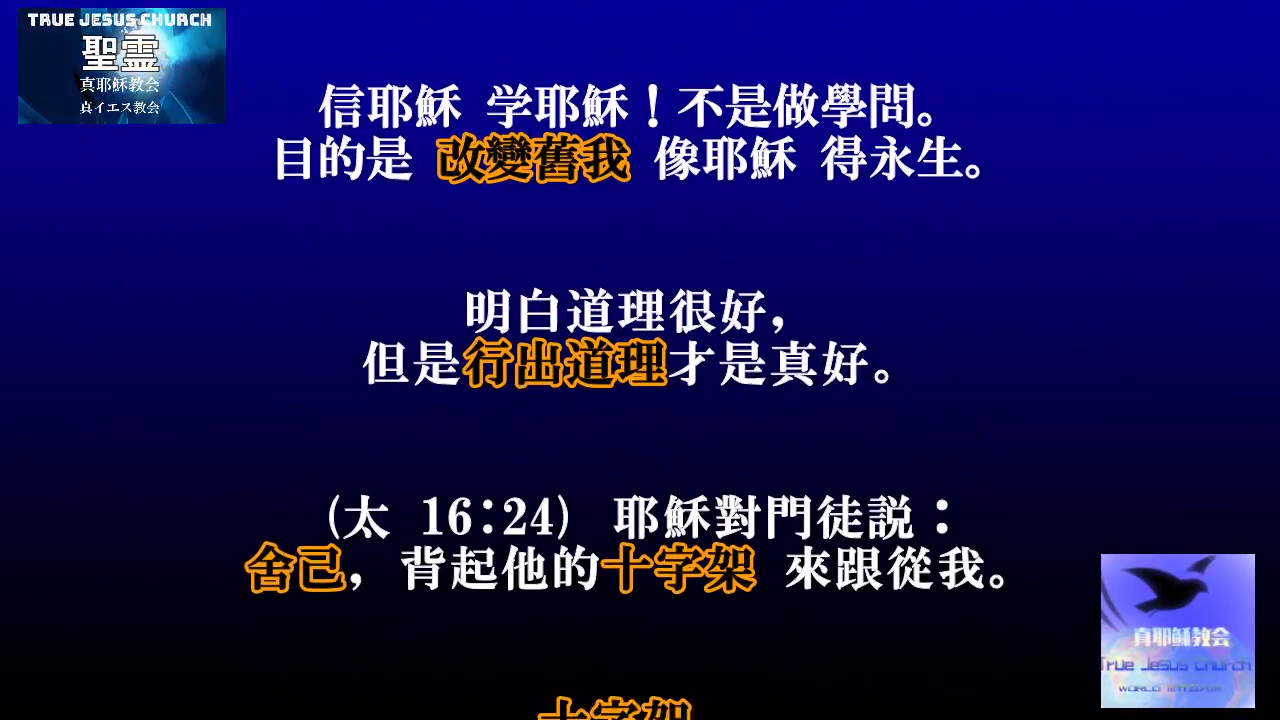 TRUE JESUS CHURCH
聖霊
真耶穌教会
真イエス教会
信耶穌 学耶穌！不是做學問。
目的是 改變舊我 像耶穌 得永生。
明白道理很好，
但是行出道理才是真好。
(太 16:24) 耶穌對門徒説：
舍己，背起他的十字架 來跟從我。
真耶穌教会
True Jesus Church
十字架